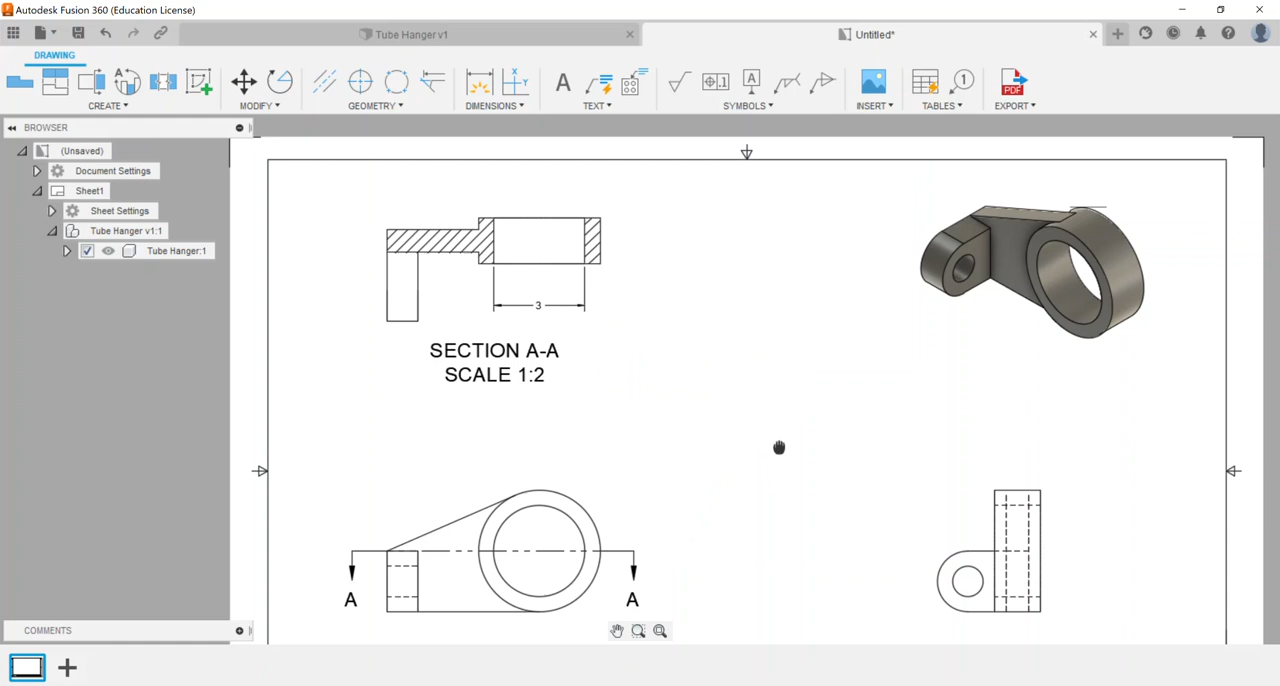 Autodesk Fusion 360 (Education License)
Tube Hanger v1
Untitled*
DRAWING
CREATE
MODIFY
GEOMETRY
DIMENSIONS
TEXT
SYMBOLS
INSERT
TABLES
EXPORT
BROWSER
(Unsaved)
Document Settings
Sheet1
Sheet Settings
Tube Hanger v1:1
Tube Hanger:1
3
SECTION A-A
SCALE 1:2
A A
COMMENTS